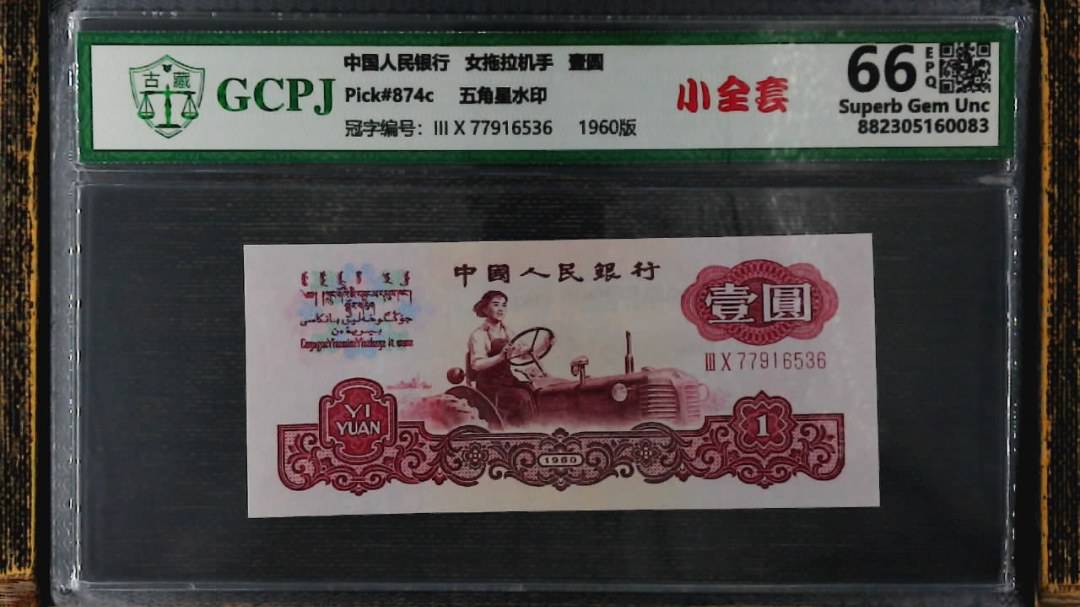 古藏
GCPJ
中国人民银行 女拖拉机手 壹圆
Pick#874c 五角星水印
冠字编号: III X 77916536 1960版
小全套
66 EPQ
Superb Gem Unc
882305160083
中國人民銀行
壹圓
III X 77916536
YI
YUAN
1960
1